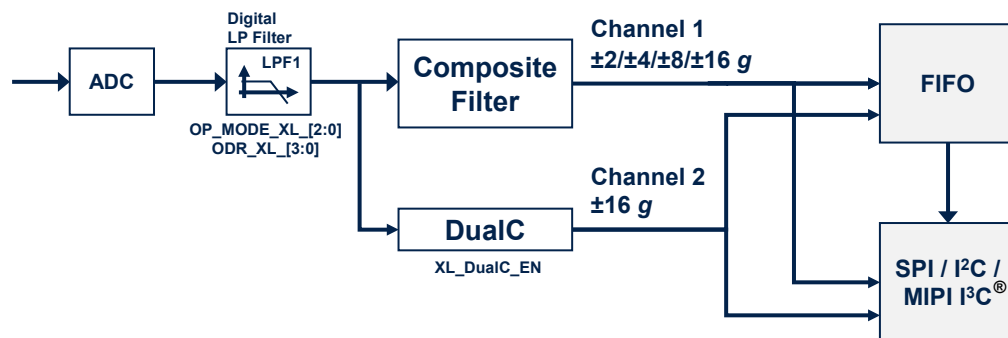 Digital
LP Filter
ADC
LPF1
OP_MODE_XL_[2:0]
ODR_XL_[3:0]
Composite
Filter
Channel 1
±2/±4/±8/±16 g
FIFO
Channel 2
±16 g
DualC
XL_DualC_EN
SPI / I²C /
MIPI I³C®